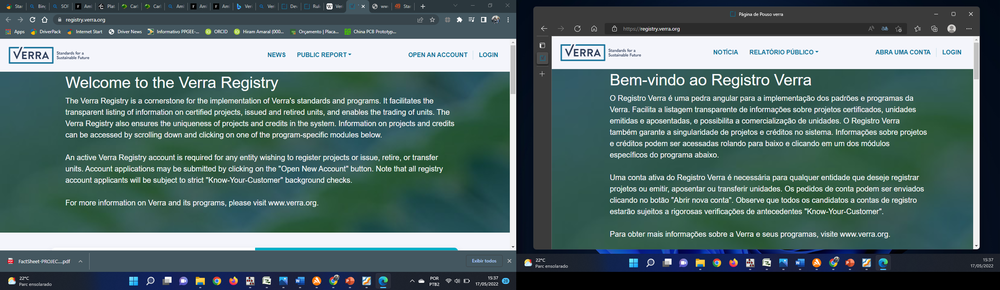 Star
Bing
SOF
Aml
Plat
Carl
Carl
Aml
Aml
Aml
Veri
Veri
Dev
Rule
Veri
ww
Star
registry.verra.org
Apps
DriverPack
Internet Start
Driver News
Informativo PPGEE-...
ORCID
Hiram Amaral (000...
Orçamento | Placa...
China PCB Prototyp...
VERRA
Standards for a
Sustainable Future
NEWS
PUBLIC REPORT
OPEN AN ACCOUNT
LOGIN
Welcome to the Verra Registry
The Verra Registry is a cornerstone for the implementation of Verra's standards and programs. It facilitates the
transparent listing of information on certified projects, issued and retired units, and enables the trading of units. The
Verra Registry also ensures the uniqueness of projects and credits in the system. Information on projects and credits
can be accessed by scrolling down and clicking on one of the program-specific modules below.
An active Verra Registry account is required for any entity wishing to register projects or issue, retire, or transfer
units. Account applications may be submitted by clicking on the "Open New Account" button. Note that all registry
account applicants will be subject to strict "Know-Your-Customer" background checks.
For more information on Verra and its programs, please visit www.verra.org.
FactSheet-PROJEC....pdf
Exibir todos
22°C
Parc ensolarado
POR
PTB2
15:37
17/05/2022
28
Página de Pouso verra
https://registry.verra.org
VERRA
Standards for a
Sustainable Future
NOTÍCIA
RELATÓRIO PÚBLICO
ABRA UMA CONTA
LOGIN
Bem-vindo ao Registro Verra
O Registro Verra é uma pedra angular para a implementação dos padrões e programas da
Verra. Facilita a listagem transparente de informações sobre projetos certificados, unidades
emitidas e aposentadas, e possibilita a comercialização de unidades. O Registro Verra
também garante a singularidade de projetos e créditos no sistema. Informações sobre projetos
e créditos podem ser acessadas rolando para baixo e clicando em um dos módulos
específicos do programa abaixo.
Uma conta ativa do Registro Verra é necessária para qualquer entidade que deseje registrar
projetos ou emitir, aposentar ou transferir unidades. Os pedidos de conta podem ser enviados
clicando no botão "Abrir nova conta". Observe que todos os candidatos a contas de registro
estarão sujeitos a rigorosas verificações de antecedentes "Know-Your-Customer".
Para obter mais informações sobre a Verra e seus programas, visite www.verra.org.
22°C
Parc ensolarado
15:37
17/05/2022